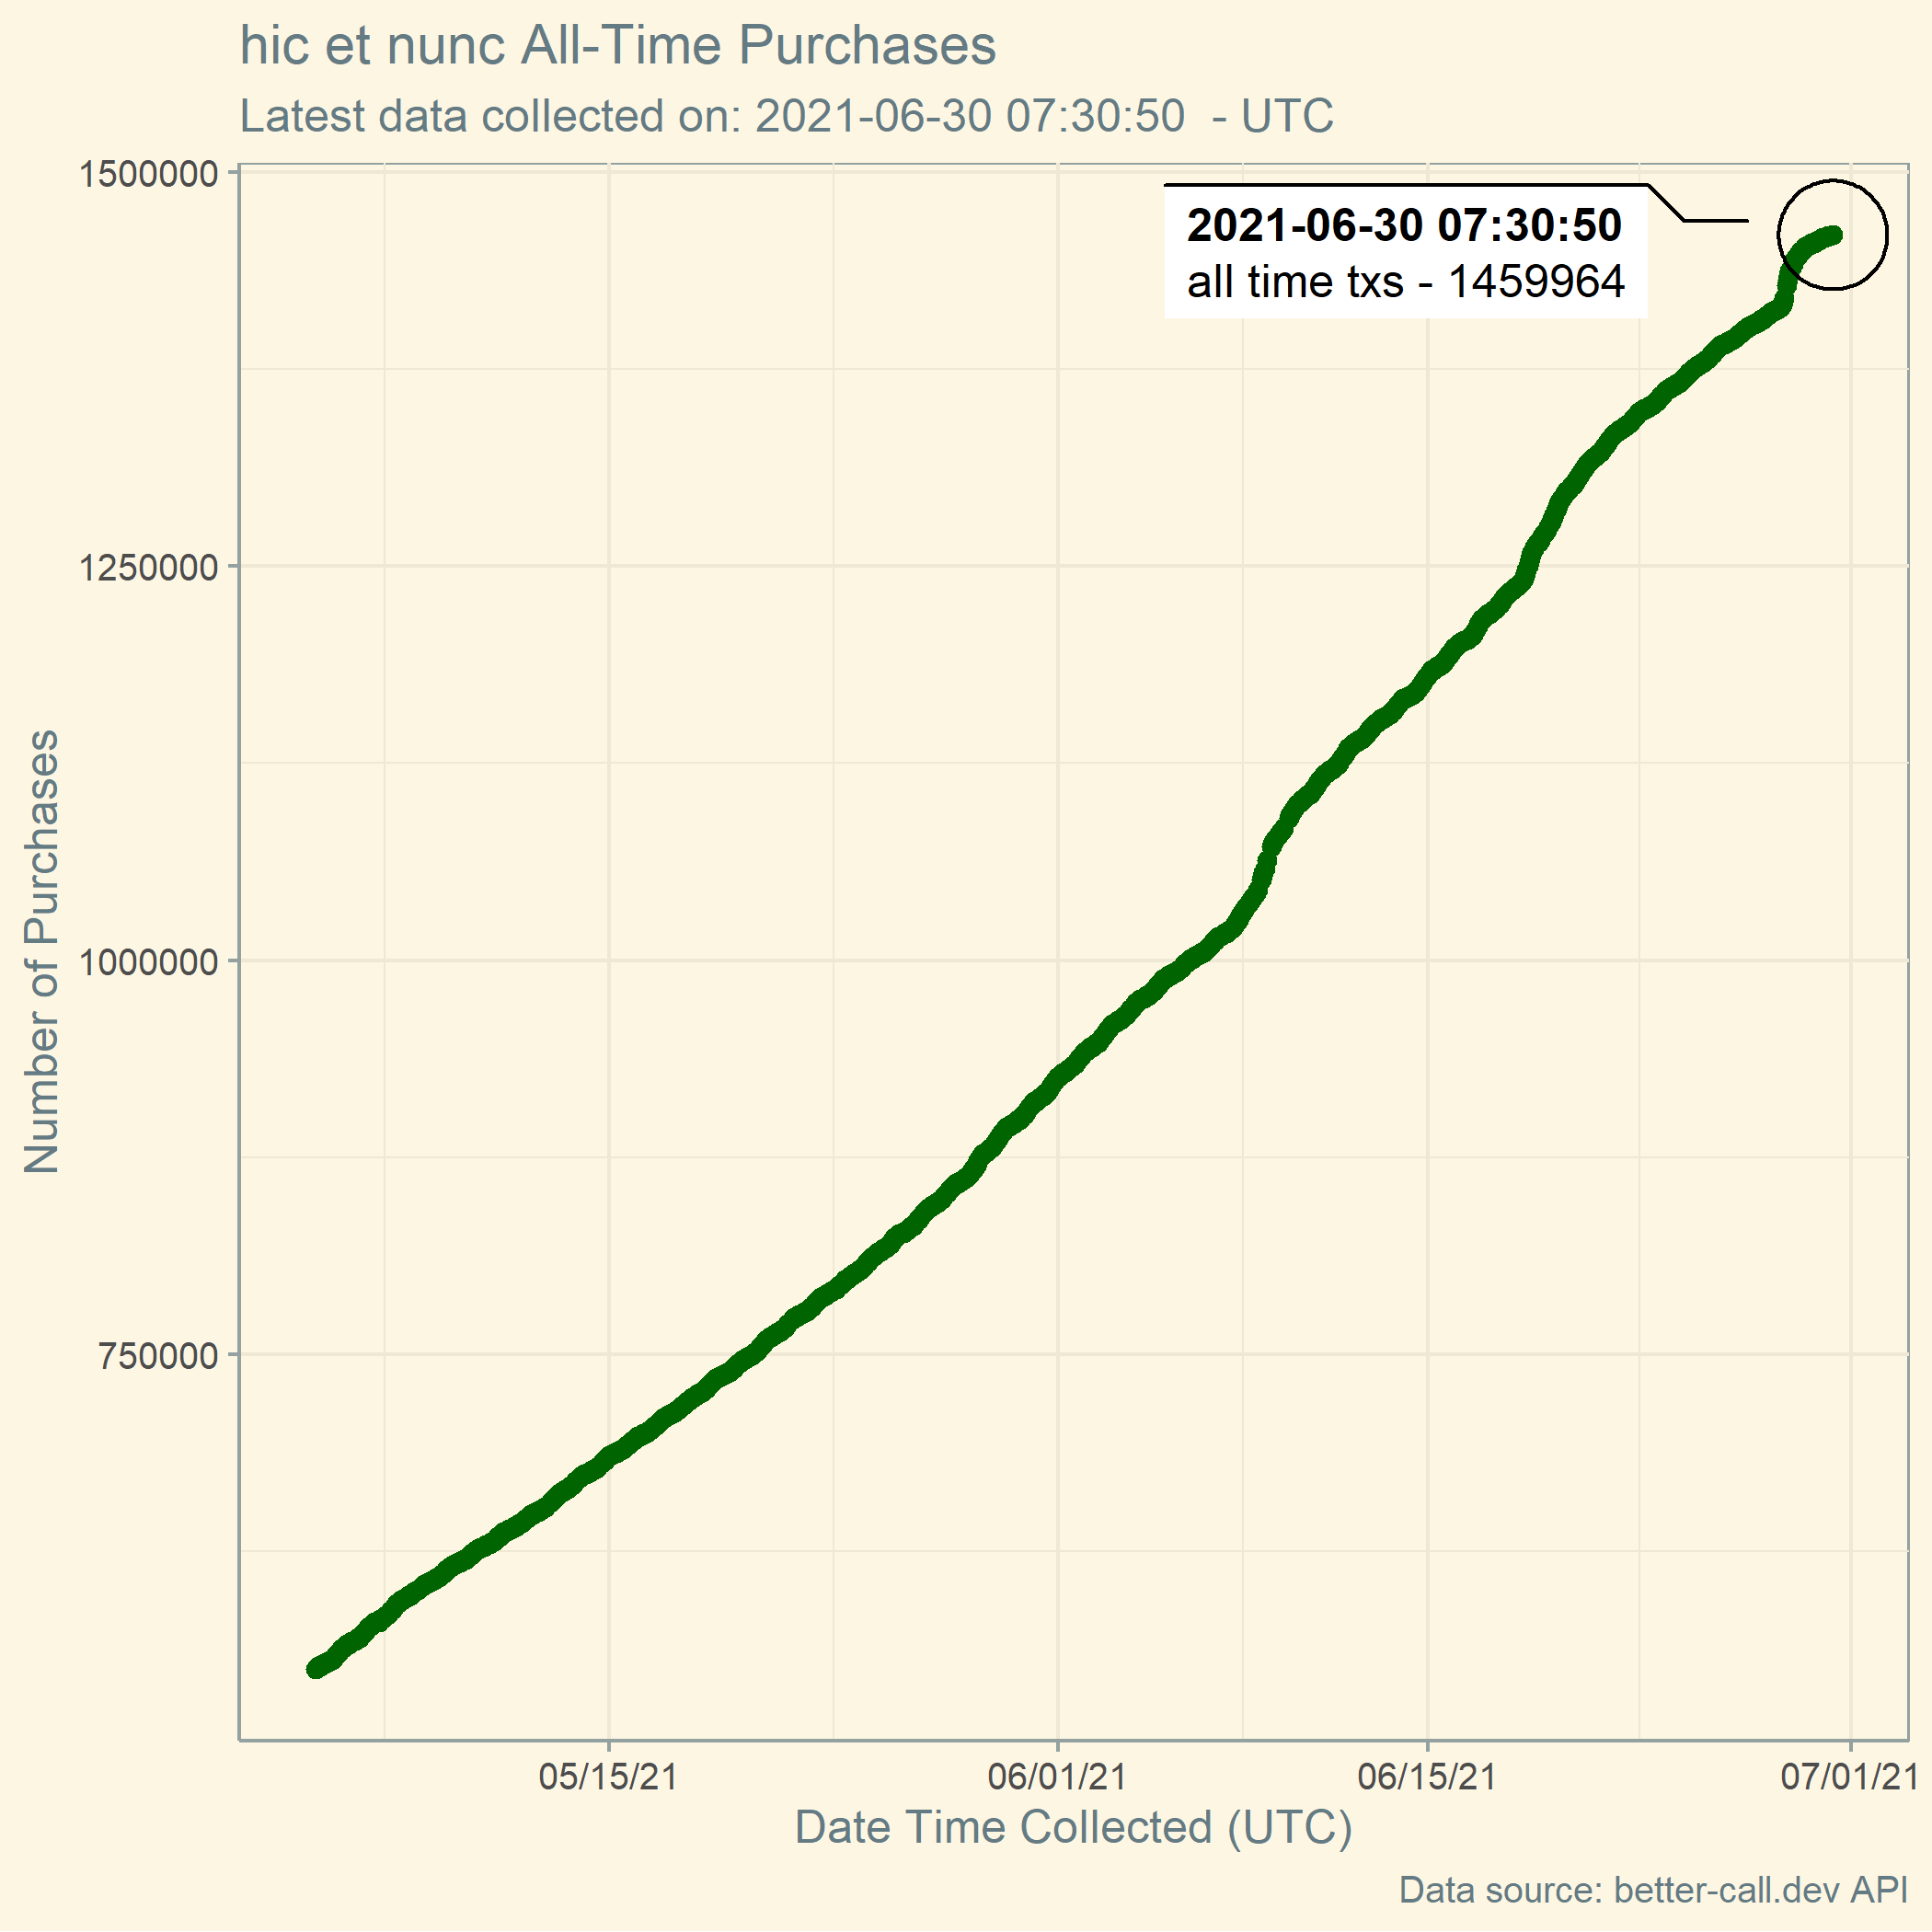 hic et nunc All-Time Purchases
Latest data collected on: 2021-06-30 07:30:50  - UTC
1500000
2021-06-30 07:30:50
all time txs - 1459964
1250000
1000000
750000
Number of Purchases
05/15/21 06/01/21 06/15/21 07/01/21
Date Time Collected (UTC)
Data source: better-call.dev API